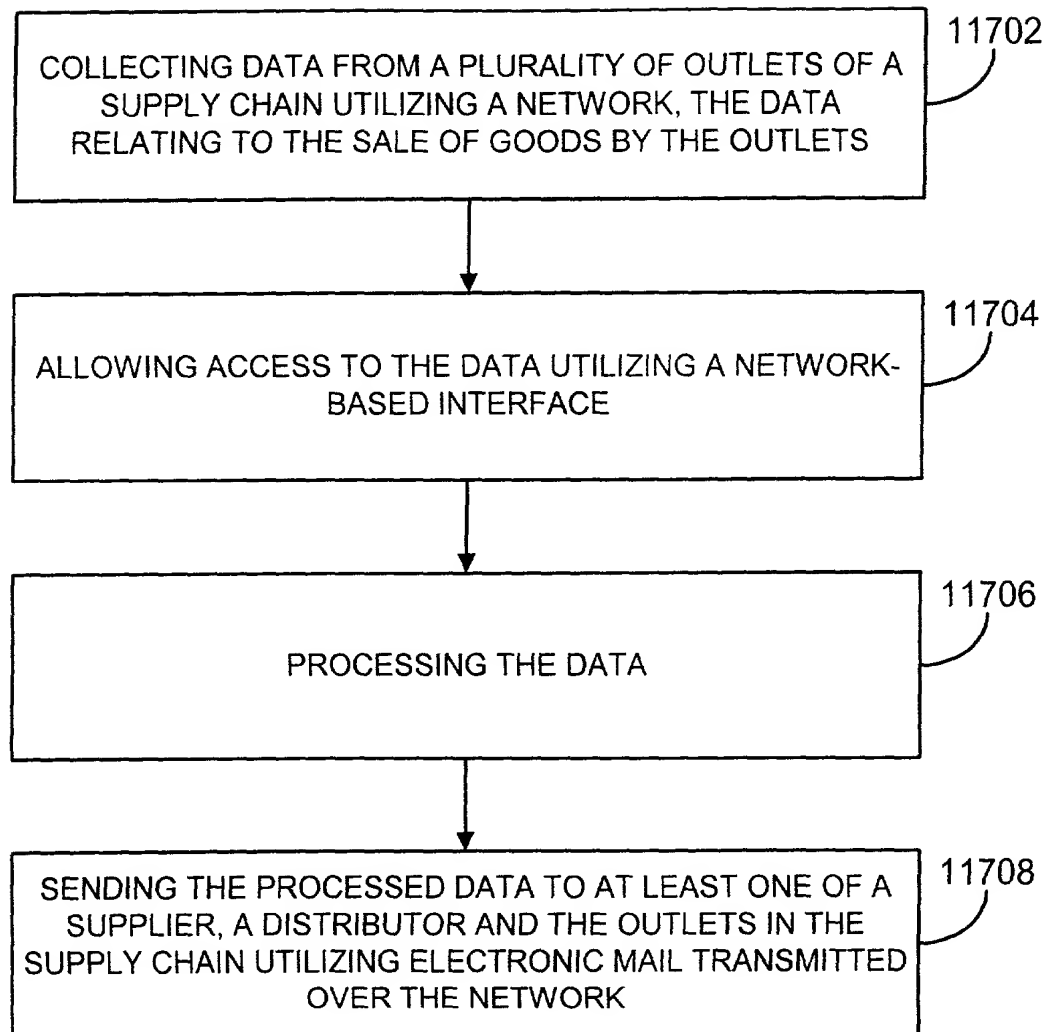 11702
COLLECTING DATA FROM A PLURALITY OF OUTLETS OF A
SUPPLY CHAIN UTILIZING A NETWORK, THE DATA
RELATING TO THE SALE OF GOODS BY THE OUTLETS
11704
ALLOWING ACCESS TO THE DATA UTILIZING A NETWORK-
BASED INTERFACE
11706
PROCESSING THE DATA
11708
SENDING THE PROCESSED DATA TO AT LEAST ONE OF A
SUPPLIER, A DISTRIBUTOR AND THE OUTLETS IN THE
SUPPLY CHAIN UTILIZING ELECTRONIC MAIL TRANSMITTED
OVER THE NETWORK